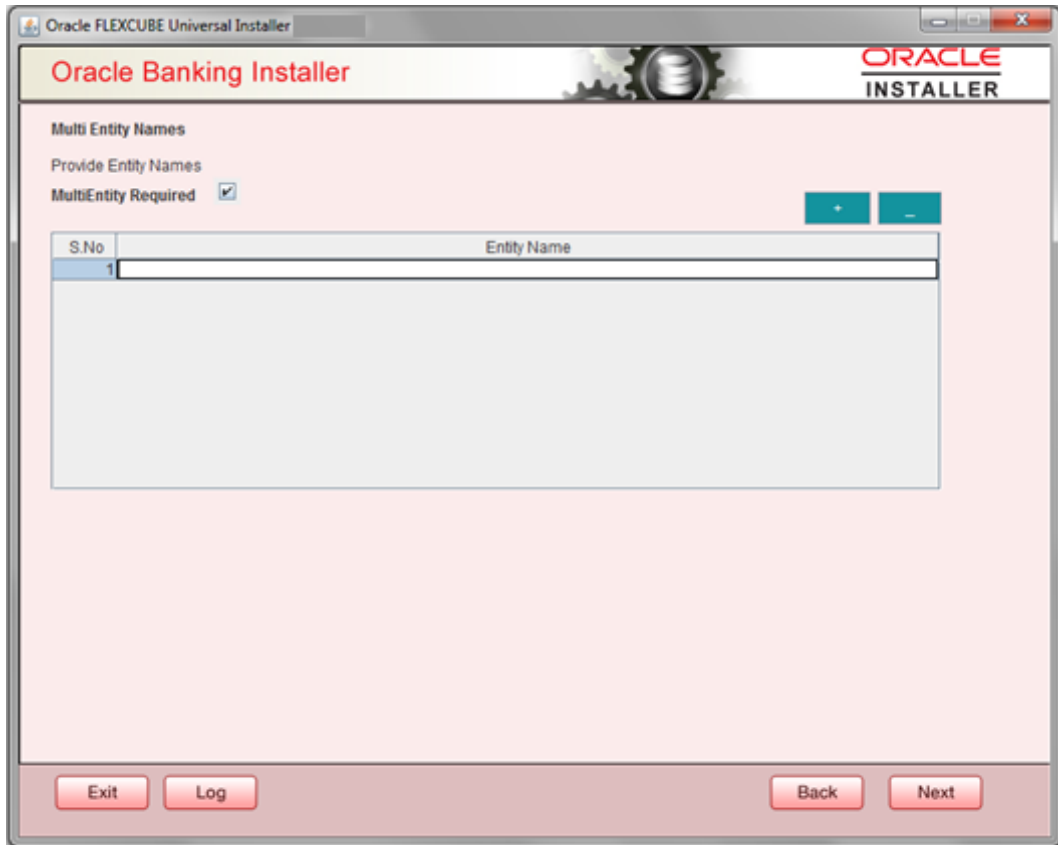 Oracle FLEXCUBE Universal Installer
Oracle Banking Installer
ORACLE
INSTALLER
Multi Entity Names
Provide Entity Names
MultiEntity Required
+ _
S.No Entity Name
1
Exit Log Back Next